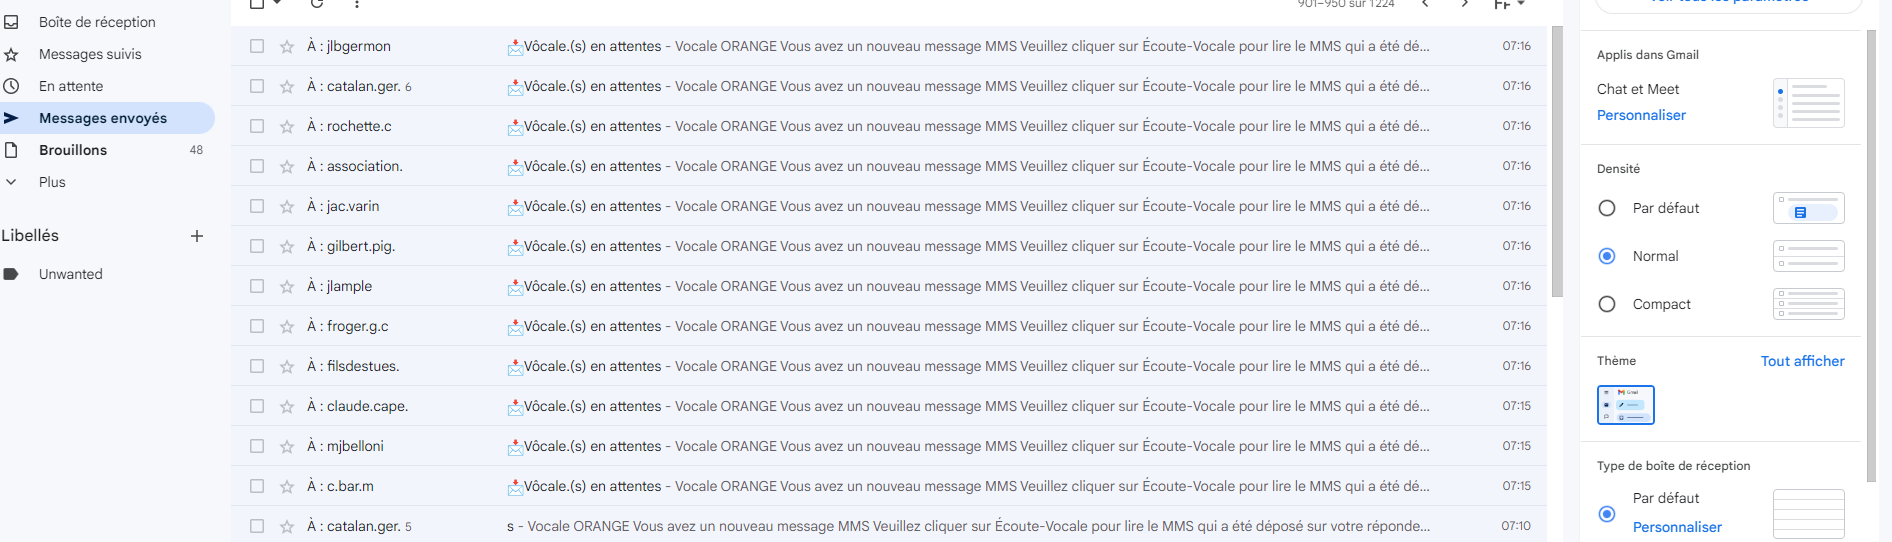 Boîte de réception
Messages suivis
En attente
Messages envoyés
Brouillons 48
Plus
Libellés
Unwanted
901–950 sur 1 224
À : jlbgermon 📩Vôcale.(s) en attentes - Vocale ORANGE Vous avez un nouveau message MMS Veuillez cliquer sur Écoute-Vocale pour lire le MMS qui a été dé... 07:16
À : catalan.ger. 6 📩Vôcale.(s) en attentes - Vocale ORANGE Vous avez un nouveau message MMS Veuillez cliquer sur Écoute-Vocale pour lire le MMS qui a été dé... 07:16
À : rochette.c 📩Vôcale.(s) en attentes - Vocale ORANGE Vous avez un nouveau message MMS Veuillez cliquer sur Écoute-Vocale pour lire le MMS qui a été dé... 07:16
À : association. 📩Vôcale.(s) en attentes - Vocale ORANGE Vous avez un nouveau message MMS Veuillez cliquer sur Écoute-Vocale pour lire le MMS qui a été dé... 07:16
À : jac.varin 📩Vôcale.(s) en attentes - Vocale ORANGE Vous avez un nouveau message MMS Veuillez cliquer sur Écoute-Vocale pour lire le MMS qui a été dé... 07:16
À : gilbert.pig. 📩Vôcale.(s) en attentes - Vocale ORANGE Vous avez un nouveau message MMS Veuillez cliquer sur Écoute-Vocale pour lire le MMS qui a été dé... 07:16
À : jlample 📩Vôcale.(s) en attentes - Vocale ORANGE Vous avez un nouveau message MMS Veuillez cliquer sur Écoute-Vocale pour lire le MMS qui a été dé... 07:16
À : froger.g.c 📩Vôcale.(s) en attentes - Vocale ORANGE Vous avez un nouveau message MMS Veuillez cliquer sur Écoute-Vocale pour lire le MMS qui a été dé... 07:16
À : filsdestues. 📩Vôcale.(s) en attentes - Vocale ORANGE Vous avez un nouveau message MMS Veuillez cliquer sur Écoute-Vocale pour lire le MMS qui a été dé... 07:16
À : claude.cape. 📩Vôcale.(s) en attentes - Vocale ORANGE Vous avez un nouveau message MMS Veuillez cliquer sur Écoute-Vocale pour lire le MMS qui a été dé... 07:15
À : mjbelloni 📩Vôcale.(s) en attentes - Vocale ORANGE Vous avez un nouveau message MMS Veuillez cliquer sur Écoute-Vocale pour lire le MMS qui a été dé... 07:15
À : c.bar.m 📩Vôcale.(s) en attentes - Vocale ORANGE Vous avez un nouveau message MMS Veuillez cliquer sur Écoute-Vocale pour lire le MMS qui a été dé... 07:15
À : catalan.ger. 5 s - Vocale ORANGE Vous avez un nouveau message MMS Veuillez cliquer sur Écoute-Vocale pour lire le MMS qui a été déposé sur votre réponde... 07:10
Voir tous les paramètres
Applis dans Gmail
Chat et Meet
Personnaliser
Densité
Par défaut
Normal
Compact
Thème Tout afficher
Gmail
Type de boîte de réception
Par défaut
Personnaliser